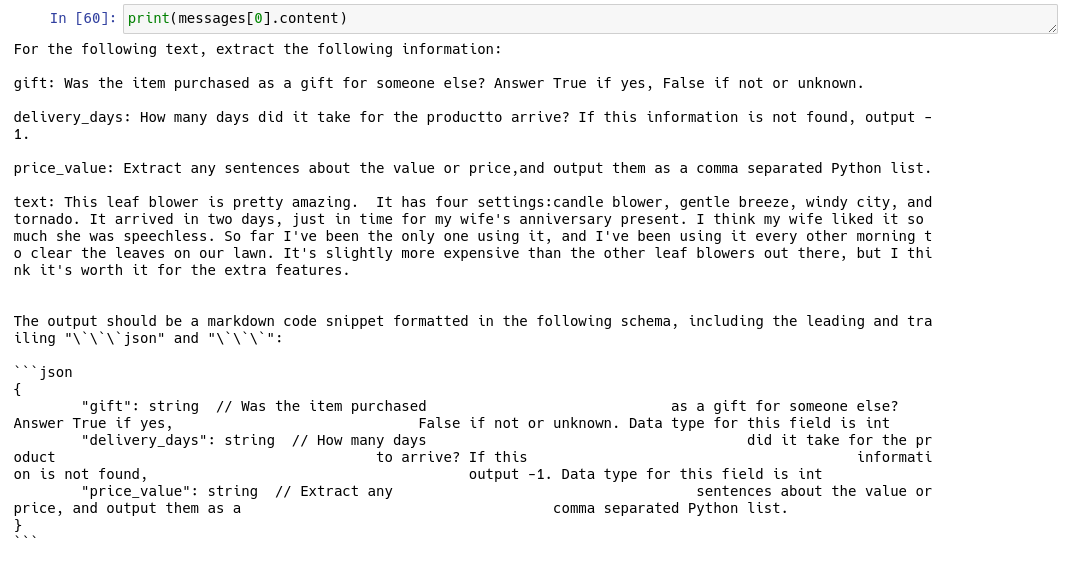 In [60]: print(messages[0].content)
For the following text, extract the following information:
gift: Was the item purchased as a gift for someone else? Answer True if yes, False if not or unknown.
delivery_days: How many days did it take for the productto arrive? If this information is not found, output -
1.
price_value: Extract any sentences about the value or price,and output them as a comma separated Python list.
text: This leaf blower is pretty amazing.  It has four settings:candle blower, gentle breeze, windy city, and
tornado. It arrived in two days, just in time for my wife's anniversary present. I think my wife liked it so
much she was speechless. So far I've been the only one using it, and I've been using it every other morning t
o clear the leaves on our lawn. It's slightly more expensive than the other leaf blowers out there, but I thi
nk it's worth it for the extra features.
The output should be a markdown code snippet formatted in the following schema, including the leading and tra
iling "\`\`\`json" and "\`\`\`":
```json
{
        "gift": string  // Was the item purchased                             as a gift for someone else?
Answer True if yes,                             False if not or unknown. Data type for this field is int
        "delivery_days": string  // How many days                                      did it take for the pr
oduct                                      to arrive? If this                                       informati
on is not found,                                      output -1. Data type for this field is int
        "price_value": string  // Extract any                                    sentences about the value or
price, and output them as a                                     comma separated Python list.
}
```